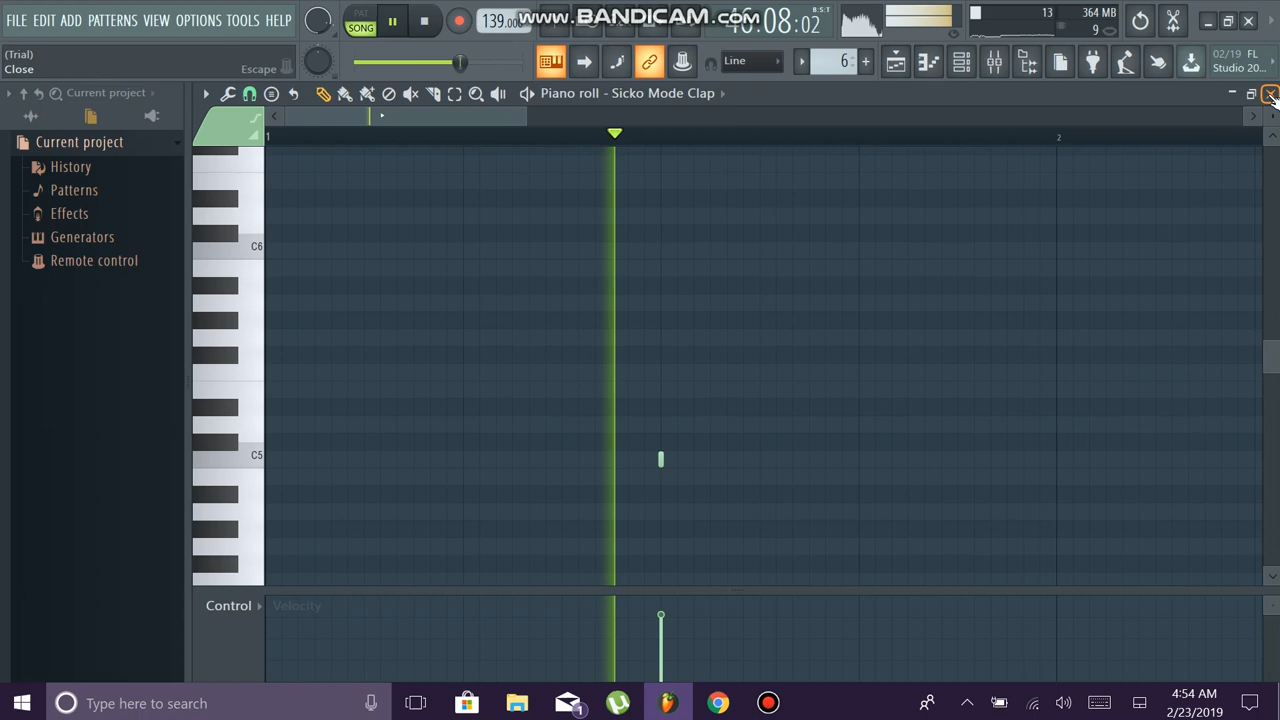 FILE EDIT ADD PATTERNS VIEW OPTIONS TOOLS HELP
PAT
SONG
139.000
www.BANDICAM.com
46:08:02
B:S:T
13
364 MB
9
(Trial)
Close
Escape
Line
6
02/19 FL
Studio 20...
Current project
Piano roll - Sicko Mode Clap
1
2
Current project
History
Patterns
Effects
Generators
Remote control
C6
C5
Control
Velocity
Type here to search
1
4:54 AM
2/23/2019